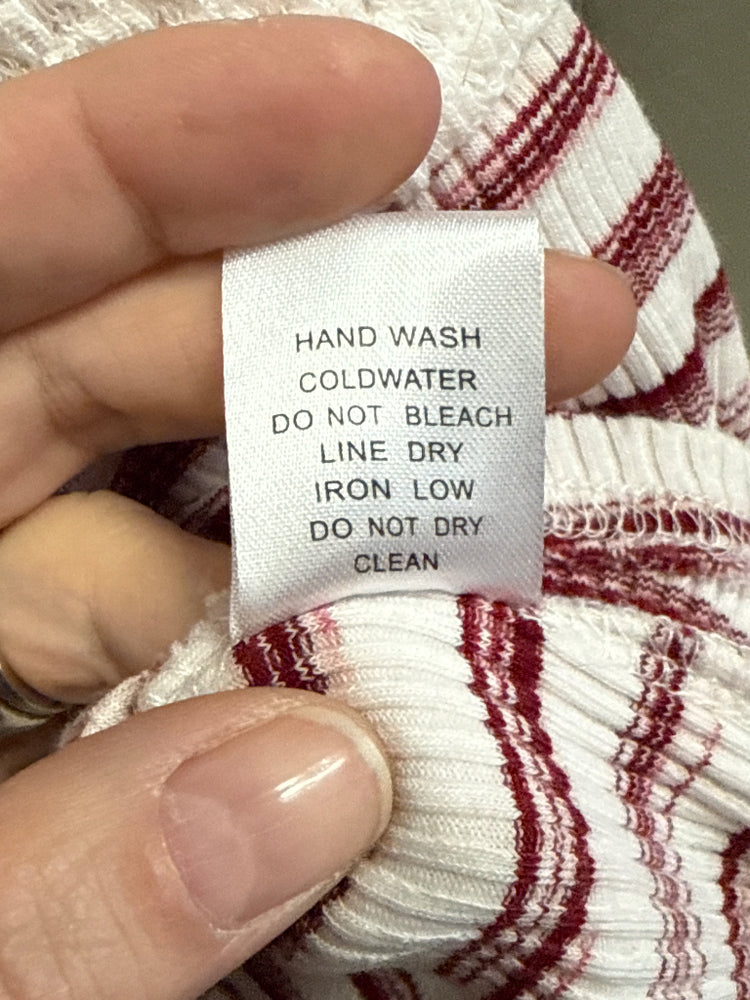 HAND WASH
COLDWATER
DO NOT BLEACH
LINE DRY
IRON LOW
DO NOT DRY
CLEAN